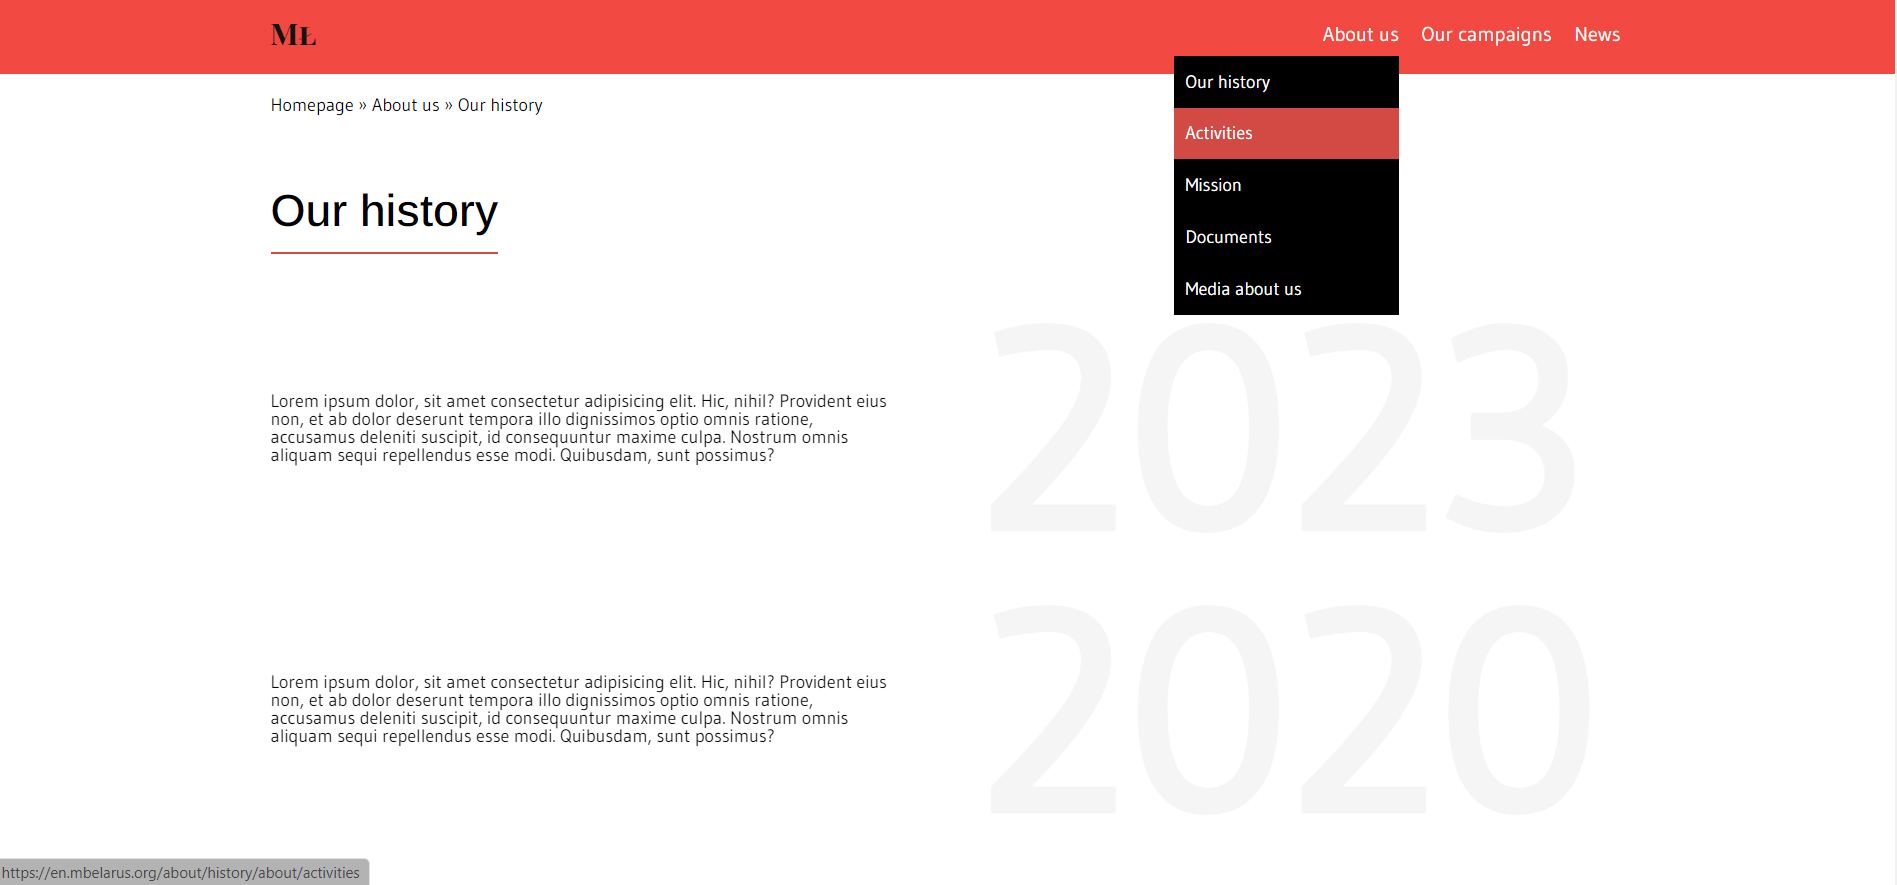 MŁ
About us Our campaigns News
Our history
Activities
Mission
Documents
Media about us
Homepage » About us » Our history
Our history
2023
Lorem ipsum dolor, sit amet consectetur adipisicing elit. Hic, nihil? Provident eius
non, et ab dolor deserunt tempora illo dignissimos optio omnis ratione,
accusamus deleniti suscipit, id consequuntur maxime culpa. Nostrum omnis
aliquam sequi repellendus esse modi. Quibusdam, sunt possimus?
2020
Lorem ipsum dolor, sit amet consectetur adipisicing elit. Hic, nihil? Provident eius
non, et ab dolor deserunt tempora illo dignissimos optio omnis ratione,
accusamus deleniti suscipit, id consequuntur maxime culpa. Nostrum omnis
aliquam sequi repellendus esse modi. Quibusdam, sunt possimus?
https://en.mbelarus.org/about/history/about/activities